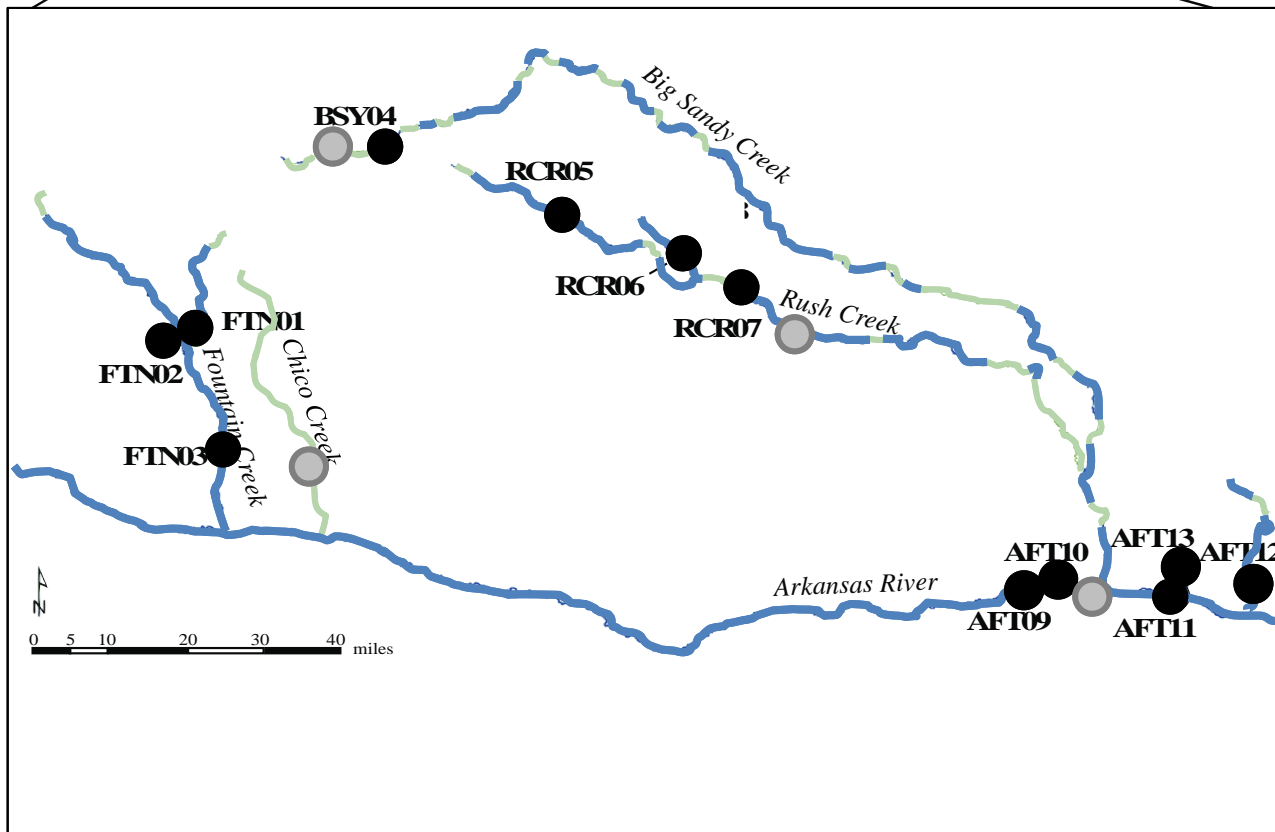 Big Sandy Creek
BSY04
RCR05
RCR06
RCR07
Rush Creek
FTN01
FTN02
Fountain Creek
Chico Creek
FTN03
AFT13
AFT12
AFT10
Arkansas River
AFT09
AFT11
N
0 5 10 20 30 40 miles